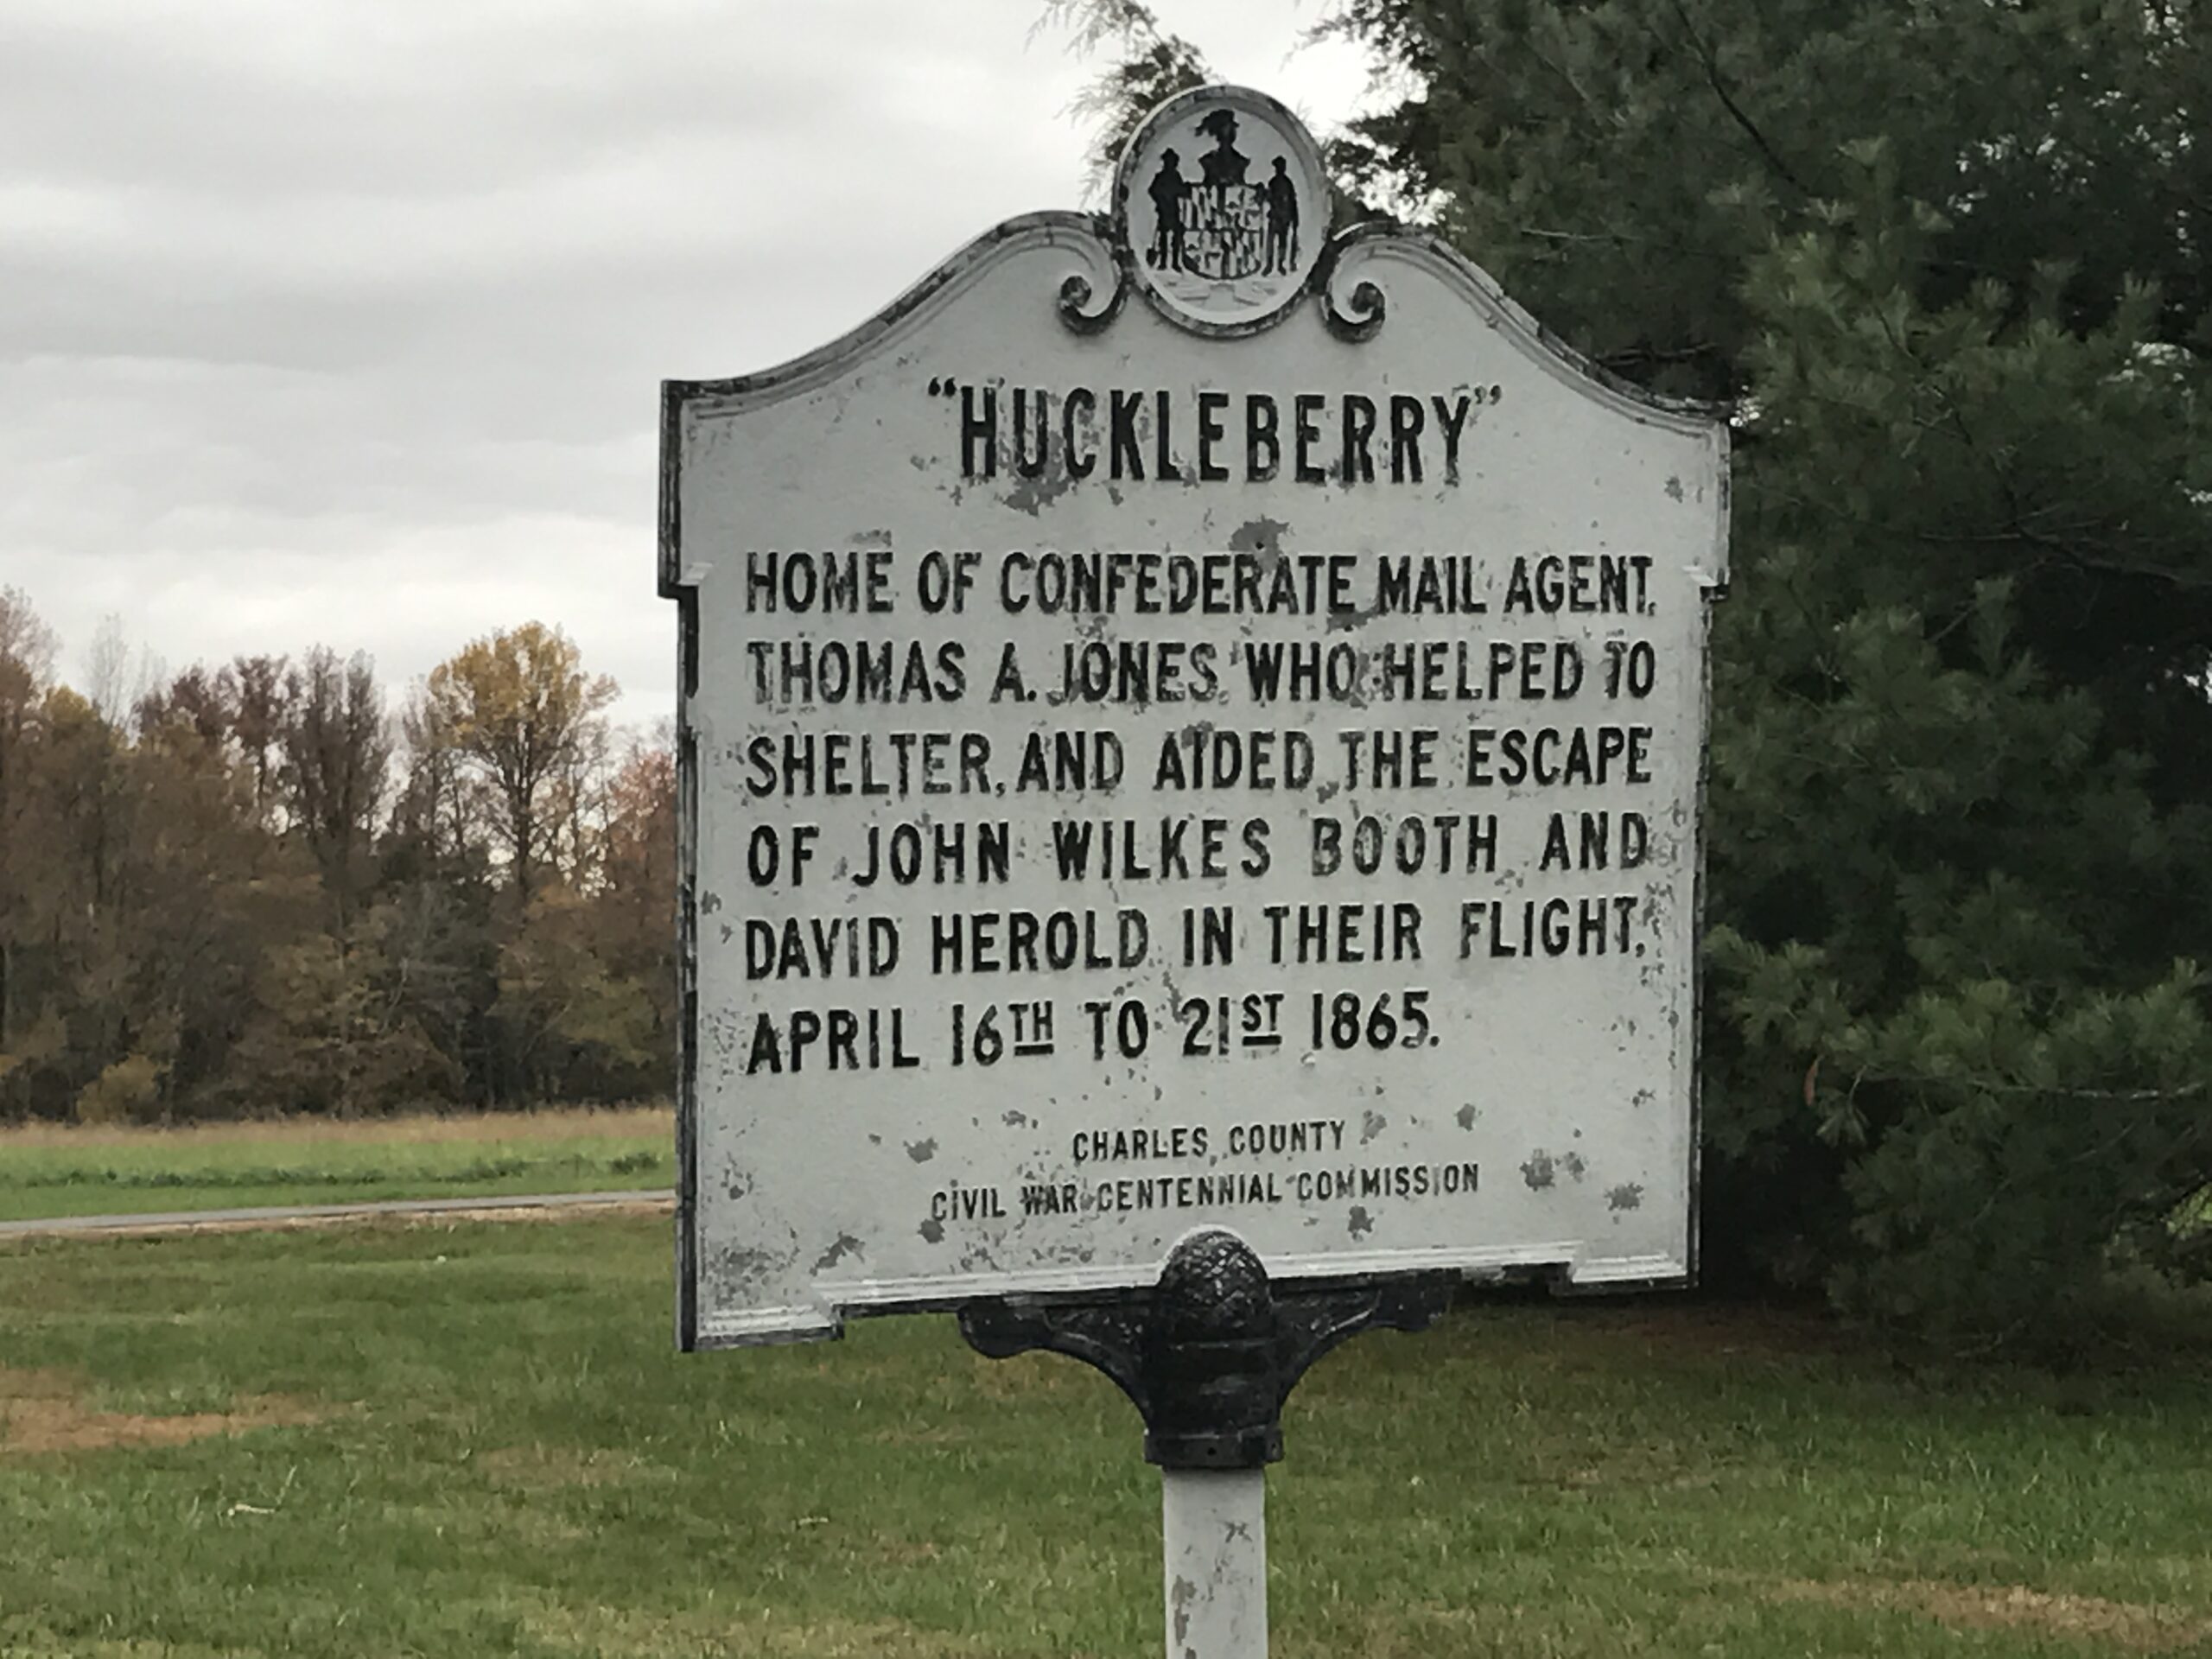 “HUCKLEBERRY”
HOME OF CONFEDERATE MAIL AGENT,
THOMAS A. JONES WHO HELPED TO
SHELTER, AND AIDED THE ESCAPE
OF JOHN WILKES BOOTH AND
DAVID HEROLD IN THEIR FLIGHT,
APRIL 16TH TO 21ST 1865.
CHARLES COUNTY
CIVIL WAR CENTENNIAL COMMISSION